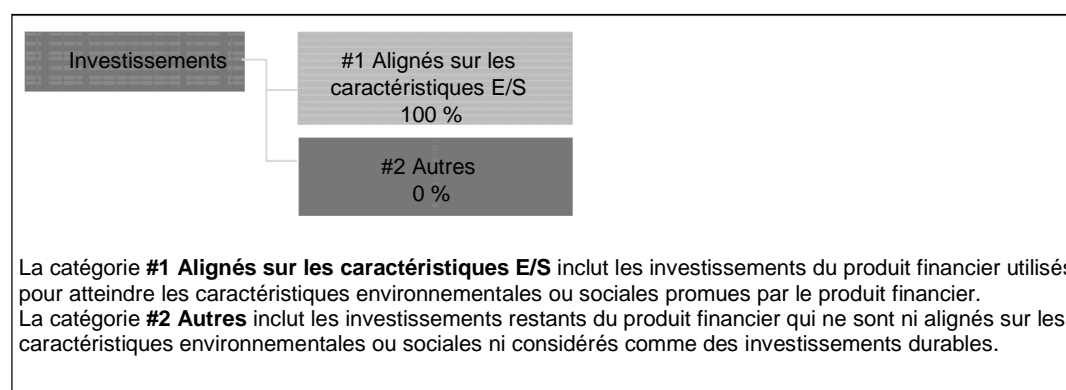 Investissements
#1 Alignés sur les
caractéristiques E/S
100 %
#2 Autres
0 %
La catégorie #1 Alignés sur les caractéristiques E/S inclut les investissements du produit financier utilisés
pour atteindre les caractéristiques environnementales ou sociales promues par le produit financier.
La catégorie #2 Autres inclut les investissements restants du produit financier qui ne sont ni alignés sur les
caractéristiques environnementales ou sociales ni considérés comme des investissements durables.